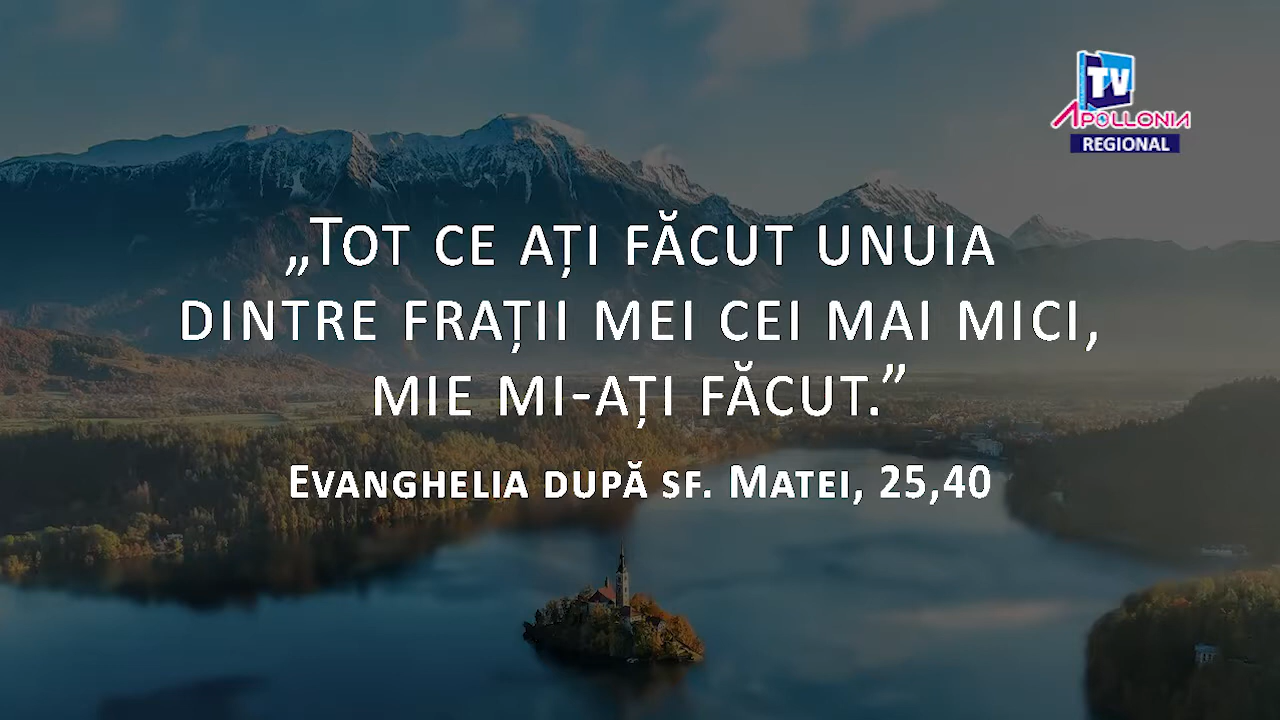 TV
APOLLONIA
REGIONAL
„Tot ce ați făcut unuia
dintre frații mei cei mai mici,
mie mi-ați făcut.”
Evanghelia după sf. Matei, 25,40